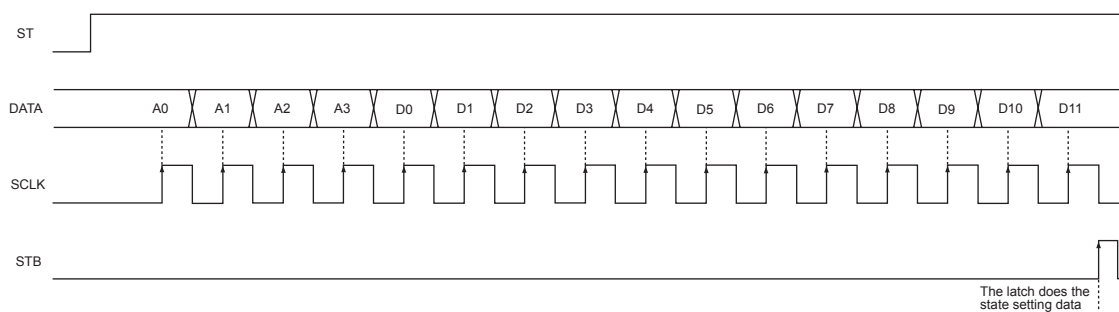 ST
DATA
A0 A1 A2 A3 D0 D1 D2 D3 D4 D5 D6 D7 D8 D9 D10 D11
SCLK
STB
The latch does the
state setting data